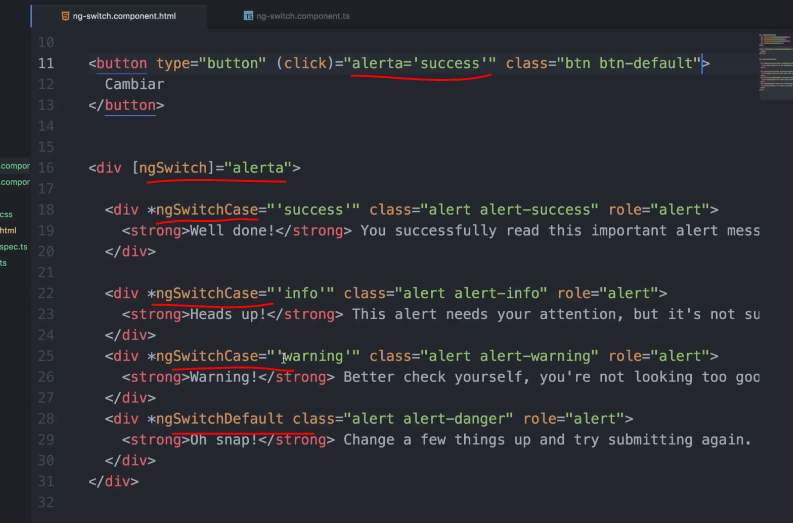 ng-switch.component.html
ng-switch.component.ts
10
11 <button type="button" (click)="alerta='success'" class="btn btn-default">
12 Cambiar
13 </button>
14
15
16 <div [ngSwitch]="alerta">
17
18 <div *ngSwitchCase="'success'" class="alert alert-success" role="alert">
19 <strong>Well done!</strong> You successfully read this important alert mess
20 </div>
21
22 <div *ngSwitchCase="'info'" class="alert alert-info" role="alert">
23 <strong>Heads up!</strong> This alert needs your attention, but it's not su
24 </div>
25 <div *ngSwitchCase="'warning'" class="alert alert-warning" role="alert">
26 <strong>Warning!</strong> Better check yourself, you're not looking too goo
27 </div>
28 <div *ngSwitchDefault class="alert alert-danger" role="alert">
29 <strong>Oh snap!</strong> Change a few things up and try submitting again.
30 </div>
31 </div>
32
.compor
.compor
css
html
spec.ts
ts